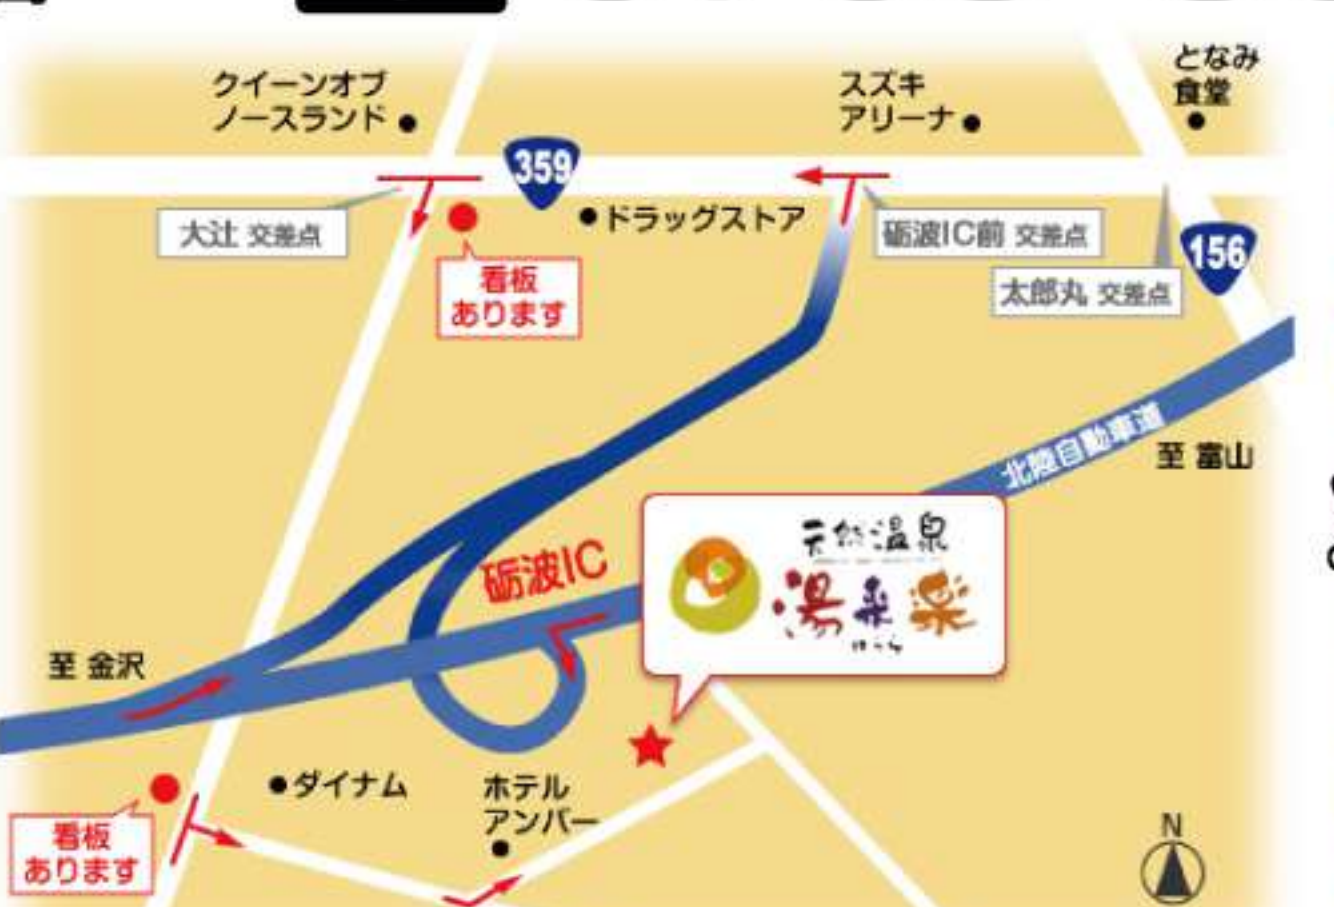 クイーンオブ
ノースランド
スズキ
アリーナ
となみ
食堂
359
大辻 交差点
ドラッグストア
砺波IC前 交差点
156
太郎丸 交差点
看板
あります
北陸自動車道
至 富山
天然温泉
湯来楽
ゆらら
砺波IC
至 金沢
ダイナム
ホテル
アンバー
看板
あります
N